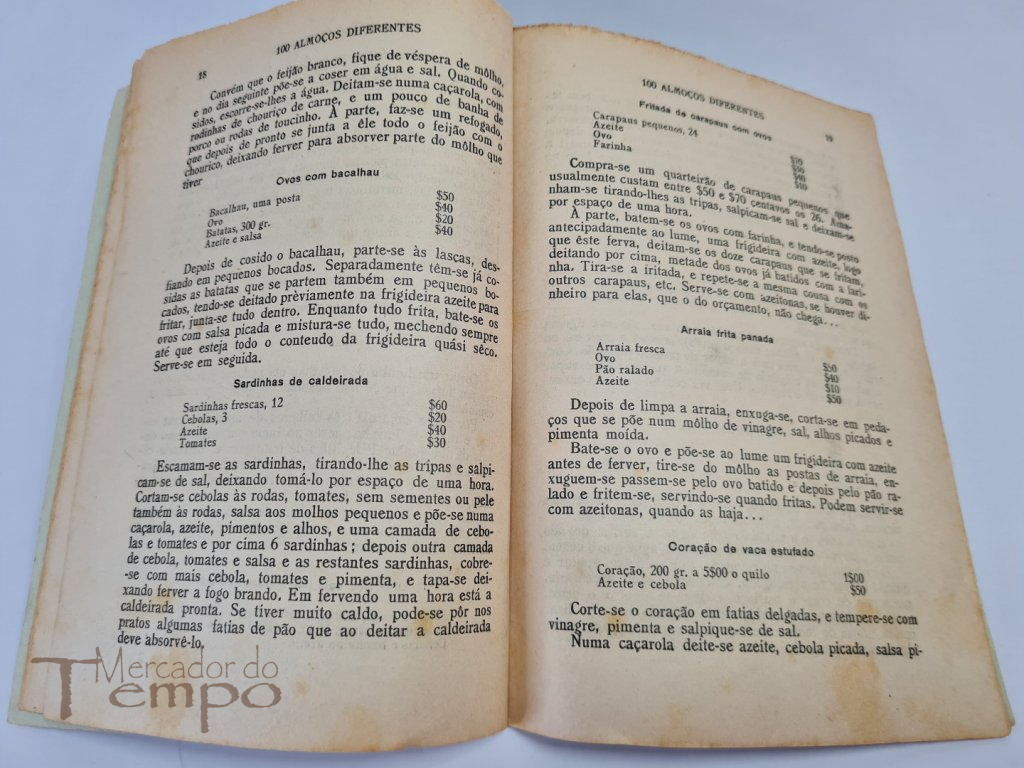 18
100 ALMOÇOS DIFERENTES
Convém que o feijão branco, fique de véspera de môlho,
e no dia seguinte põe-se a coser em água e sal. Quando co-
sidos, escorre-se-lhes a água. Deitam-se numa caçarola, com
rodinhas de chouriço de carne, e um pouco de banha de
porco ou rodas de toucinho. À parte, faz-se um refogado,
que depois de pronto se junta a êle todo o feijão com o
chouriço, deixando ferver para absorver parte do môlho que
tiver
Ovos com bacalhau
Bacalhau, uma posta $50
Ovo $40
Batatas, 300 gr. $20
Azeite e salsa $40
Depois de cosido o bacalhau, parte-se às lascas, des-
fiando em pequenos bocados. Separadamente têm-se já co-
sidas as batatas que se partem também em pequenos bo-
cados, tendo-se deitado prèviamente na frigideira azeite para
fritar, junta-se tudo dentro. Enquanto tudo frita, bate-se os
ovos com salsa picada e mistura-se tudo, mechendo sempre
até que esteja todo o conteudo da frigideira quási sêco.
Serve-se em seguida.
Sardinhas de caldeirada
Sardinhas frescas, 12 $60
Cebolas, 3 $20
Azeite $40
Tomates $30
Escamam-se as sardinhas, tirando-lhe as tripas e salpi-
cam-se de sal, deixando tomá-lo por espaço de uma hora.
Cortam-se cebolas às rodas, tomates, sem sementes ou pele
também às rodas, salsa aos molhos pequenos e põe-se numa
caçarola, azeite, pimentos e alhos, e uma camada de cebo-
las e tomates e por cima 6 sardinhas; depois outra camada
de cebola, tomates e salsa e as restantes sardinhas, cobre-
-se com mais cebola, tomates e pimenta, e tapa-se dei-
xando ferver a fogo brando. Em fervendo uma hora está a
caldeirada pronta. Se tiver muito caldo, pode-se pôr nos
pratos algumas fatias de pão que ao deitar a caldeirada
deve absorvê-lo.
100 ALMOÇOS DIFERENTES
19
Fritada de carapaus com ovos
Carapaus pequenos, 24 $70
Azeite
Ovo $40
Farinha $10
Compra-se um quarteirão de carapaus pequenos que
usualmente custam entre $50 e $70 centavos os 26. Ama-
nham-se tirando-lhes as tripas, salpicam-se sal e deixam-se
por espaço de uma hora.
À parte, batem-se os ovos com farinha, e tendo-se posto
antecipadamente ao lume, uma frigideira com azeite, logo
que êste ferva, deitam-se os doze carapaus que se fritam,
deitando por cima, metade dos ovos já batidos com a fari-
nha. Tira-se a fritada, e repete-se a mesma cousa com os
outros carapaus, etc. Serve-se com azeitonas, se houver di-
nheiro para elas, que o do orçamento, não chega...
Arraia frita panada
Arraia fresca $50
Ovo $40
Pão ralado $10
Azeite $50
Depois de limpa a arraia, enxuga-se, corta-se em peda-
ços que se põe num môlho de vinagre, sal, alhos picados e
pimenta moída.
Bate-se o ovo e põe-se ao lume um frigideira com azeite
antes de ferver, tire-se do môlho as postas de arraia, en-
xuguem-se passem-se pelo ovo batido e depois pelo pão ra-
lado e fritem-se, servindo-se quando fritas. Podem servir-se
com azeitonas, quando as haja...
Coração de vaca estufado
Coração, 200 gr. a 5$00 o quilo 1$00
Azeite e cebola $50
Corte-se o coração em fatias delgadas, e tempere-se com
vinagre, pimenta e salpique-se de sal.
Numa caçarola deite-se azeite, cebola picada, salsa pi-
Mercador do
Tempo